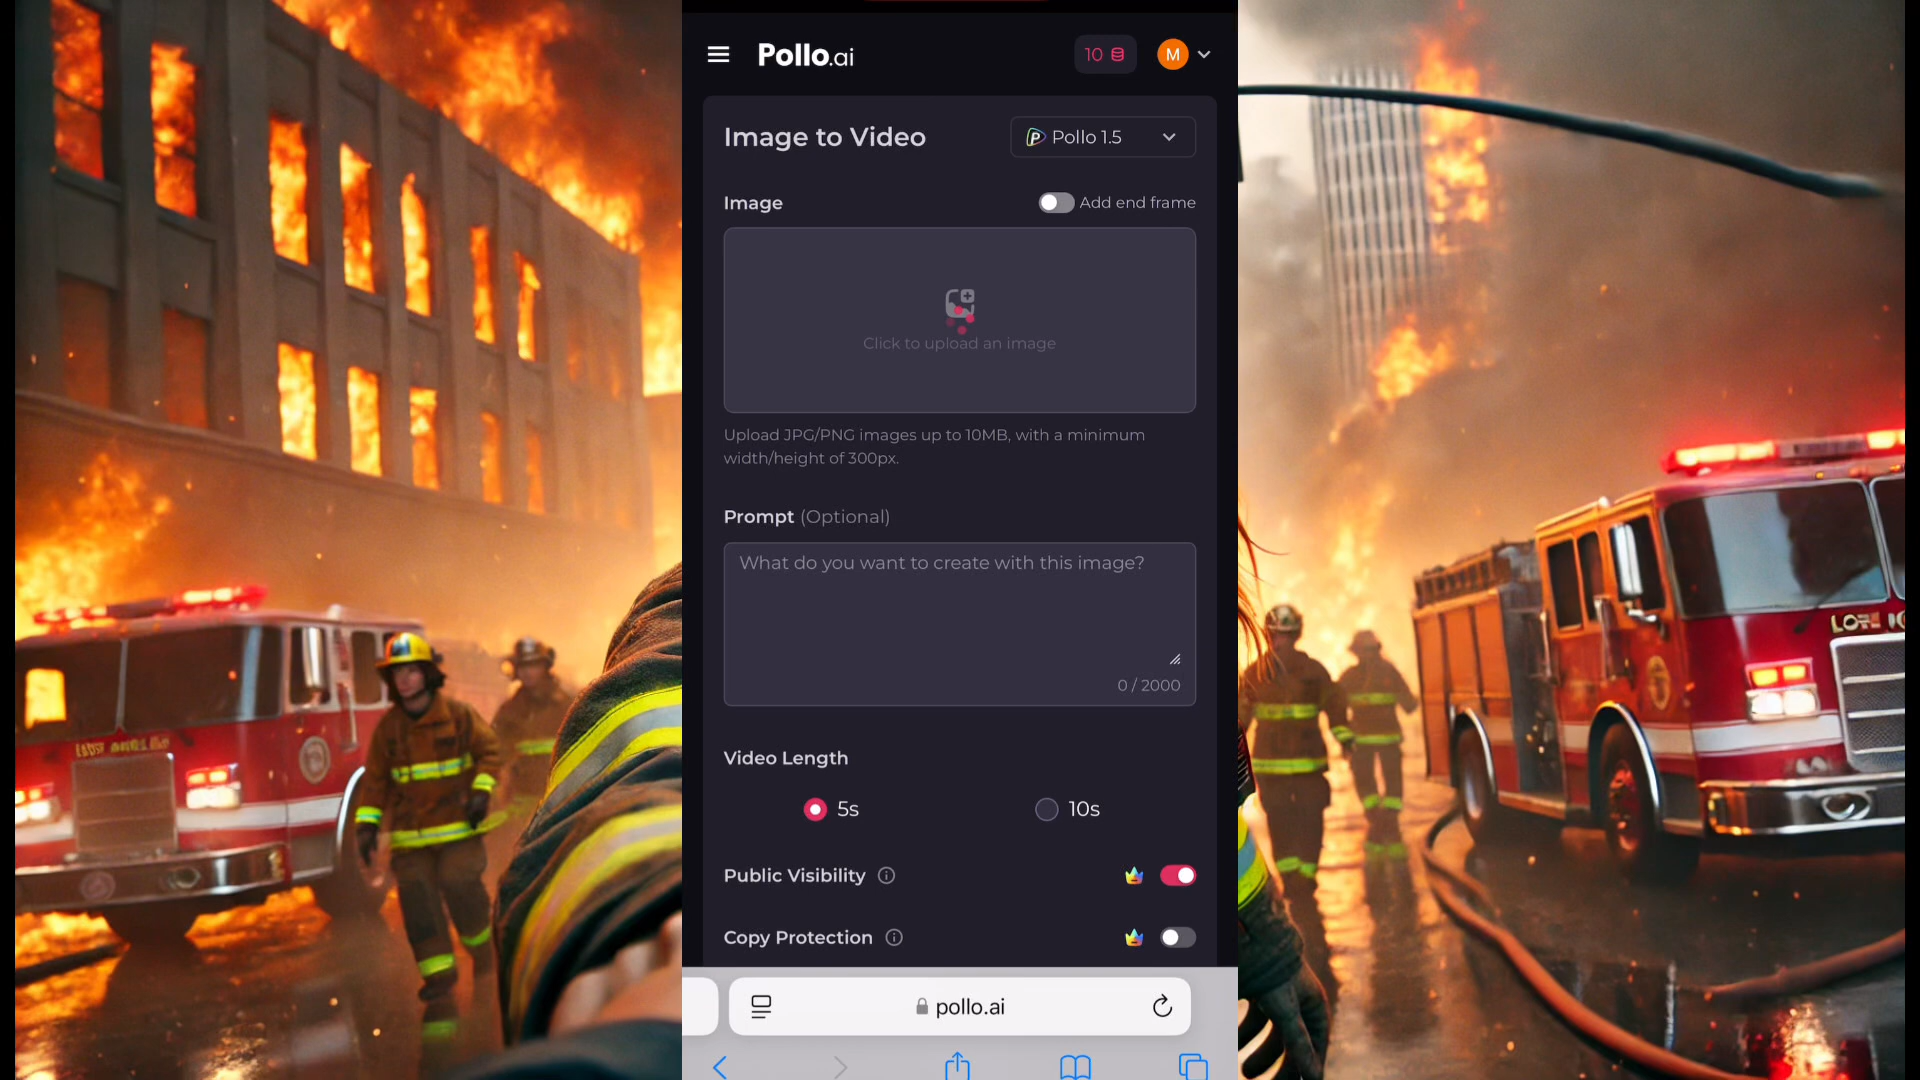 Pollo.ai
10
M
Image to Video
Pollo 1.5
Image
Add end frame
Click to upload an image
Upload JPG/PNG images up to 10MB, with a minimum
width/height of 300px.
Prompt (Optional)
What do you want to create with this image?
0 / 2000
Video Length
5s
10s
Public Visibility
Copy Protection
pollo.ai